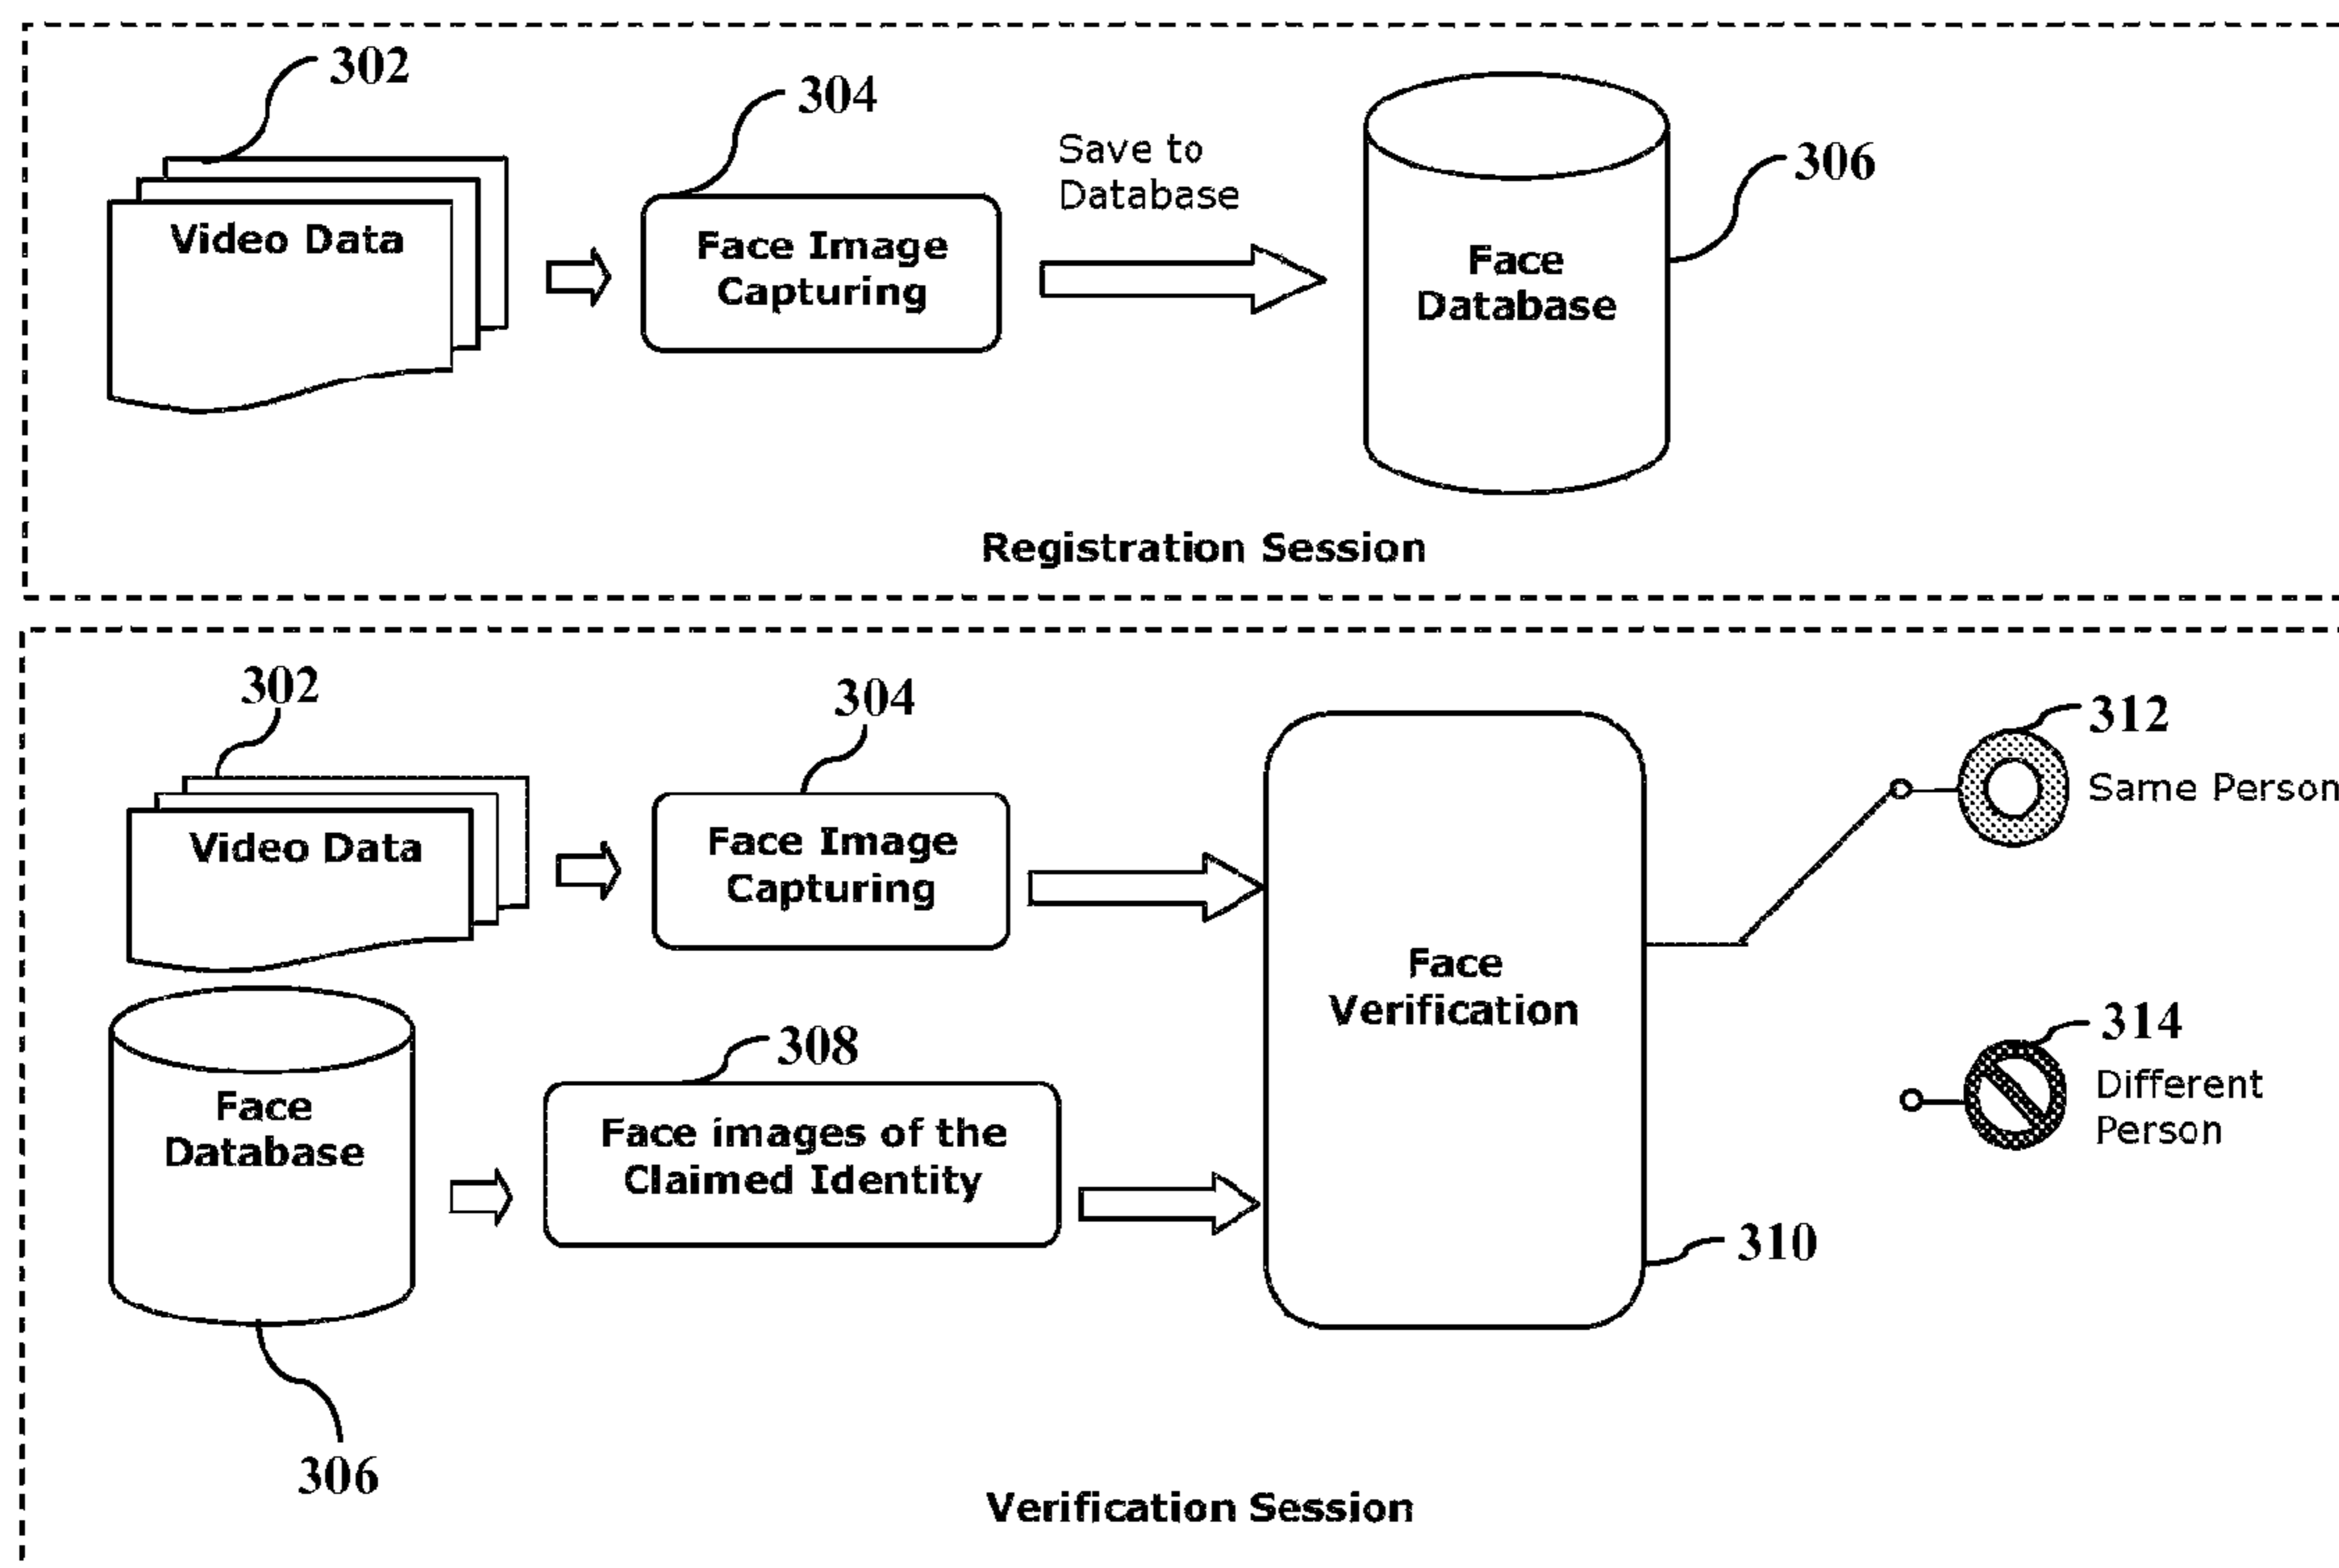 302
304
Save to
Database
306
Video Data
Face Image
Capturing
Face
Database
Registration Session
302
304
312
Same Person
Video Data
Face Image
Capturing
Face
Verification
314
Different
Person
308
Face
Database
Face images of the
Claimed Identity
310
306
Verification Session